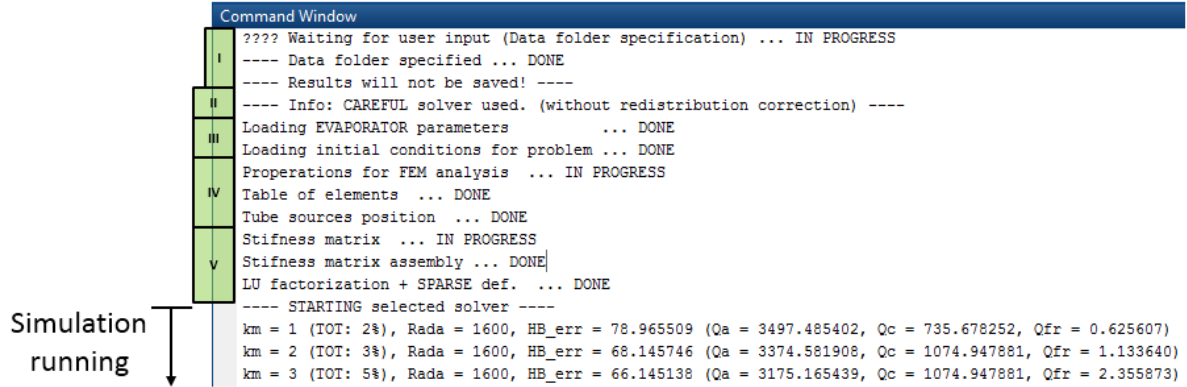 Command Window
I
???? Waiting for user input (Data folder specification) ... IN PROGRESS
---- Data folder specified ... DONE
---- Results will not be saved! ----
II
---- Info: CAREFUL solver used. (without redistribution correction) ----
III
Loading EVAPORATOR parameters ... DONE
Loading initial conditions for problem ... DONE
IV
Properations for FEM analysis ... IN PROGRESS
Table of elements ... DONE
Tube sources position ... DONE
V
Stifness matrix ... IN PROGRESS
Stifness matrix assembly ... DONE
LU factorization + SPARSE def. ... DONE
Simulation
running
---- STARTING selected solver ----
km = 1 (TOT: 2%), Rada = 1600, HB_err = 78.965509 (Qa = 3497.485402, Qc = 735.678252, Qfr = 0.625607)
km = 2 (TOT: 3%), Rada = 1600, HB_err = 68.145746 (Qa = 3374.581908, Qc = 1074.947881, Qfr = 1.133640)
km = 3 (TOT: 5%), Rada = 1600, HB_err = 66.145138 (Qa = 3175.165439, Qc = 1074.947881, Qfr = 2.355873)